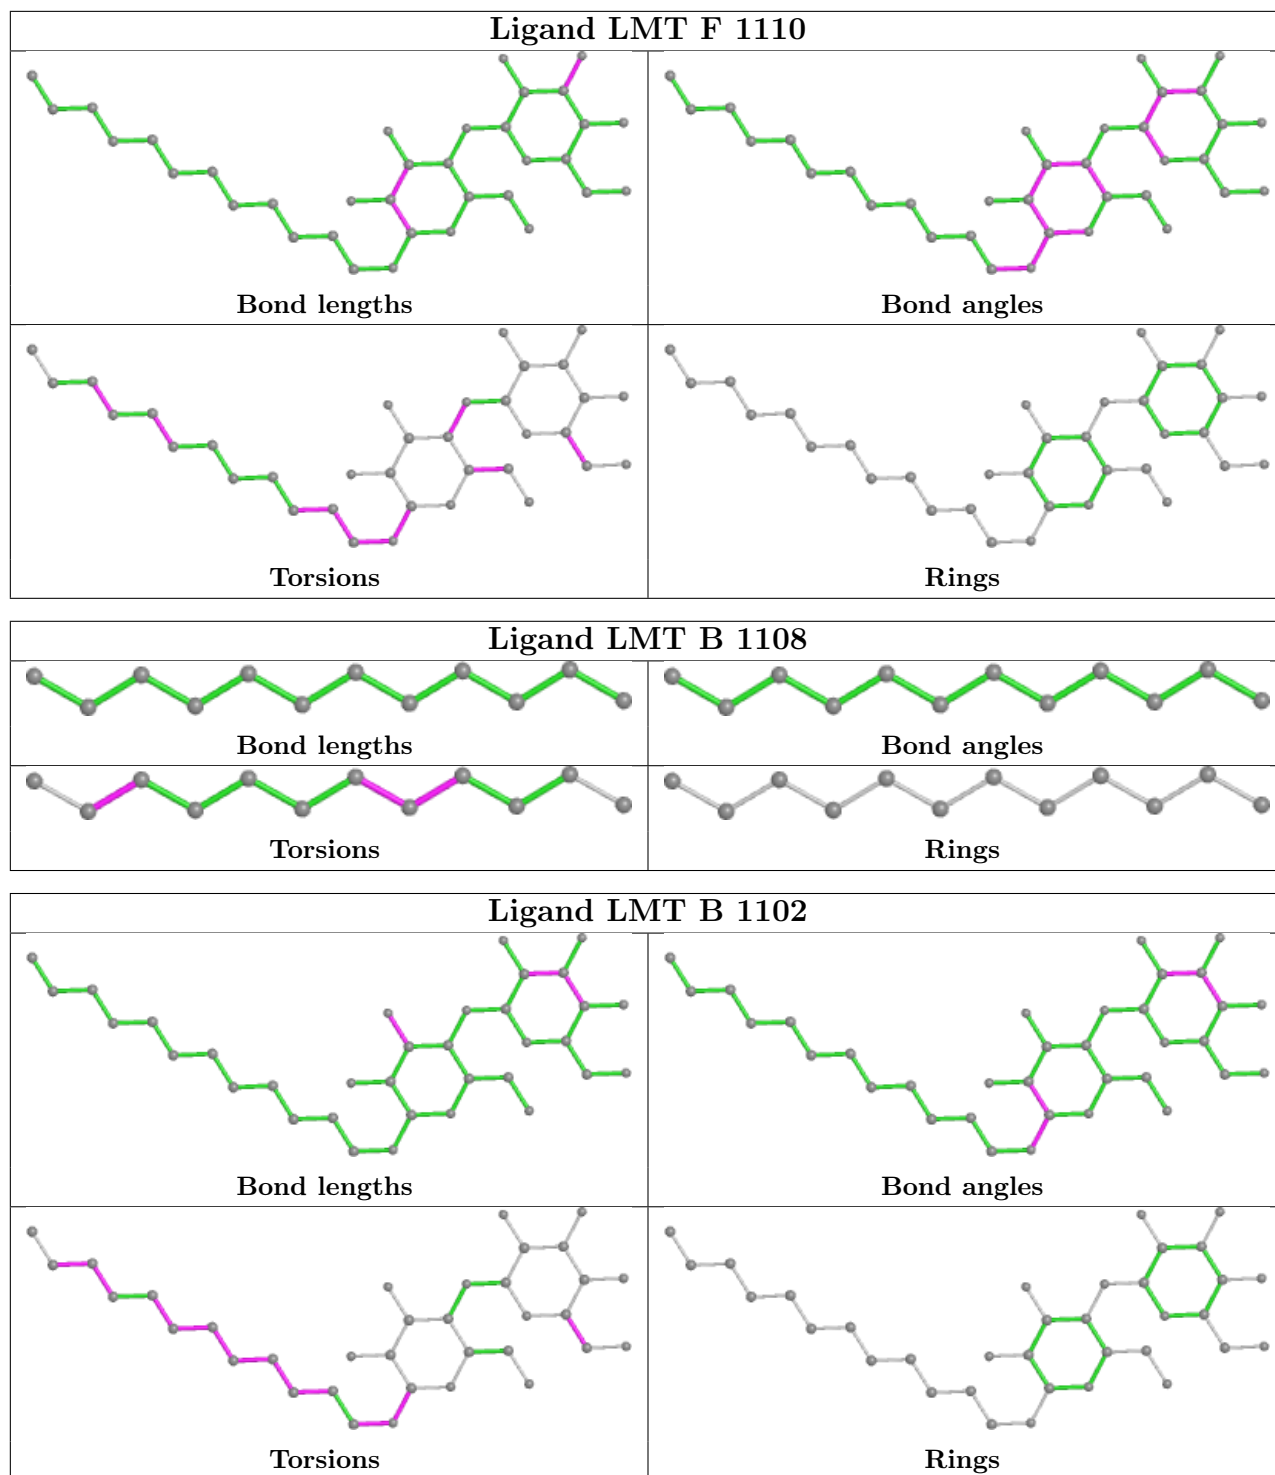 Ligand LMT F 1110
Bond lengths
Bond angles
Torsions
Rings
Ligand LMT B 1108
Bond lengths
Bond angles
Torsions
Rings
Ligand LMT B 1102
Bond lengths
Bond angles
Torsions
Rings